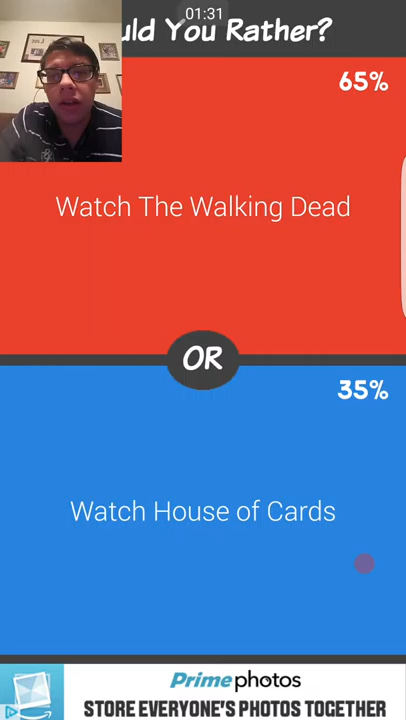 01:31
uld You Rather?
65%
Watch The Walking Dead
OR
35%
Watch House of Cards
Prime photos
STORE EVERYONE'S PHOTOS TOGETHER